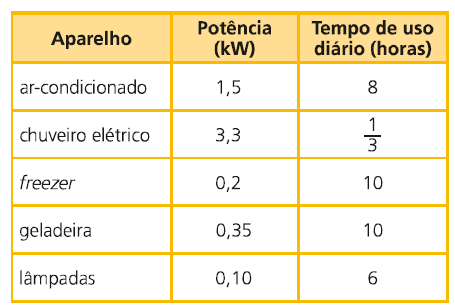 Aparelho Potência (kW) Tempo de uso diário (horas)
ar-condicionado 1,5 8
chuveiro elétrico 3,3 1/3
freezer 0,2 10
geladeira 0,35 10
lâmpadas 0,10 6